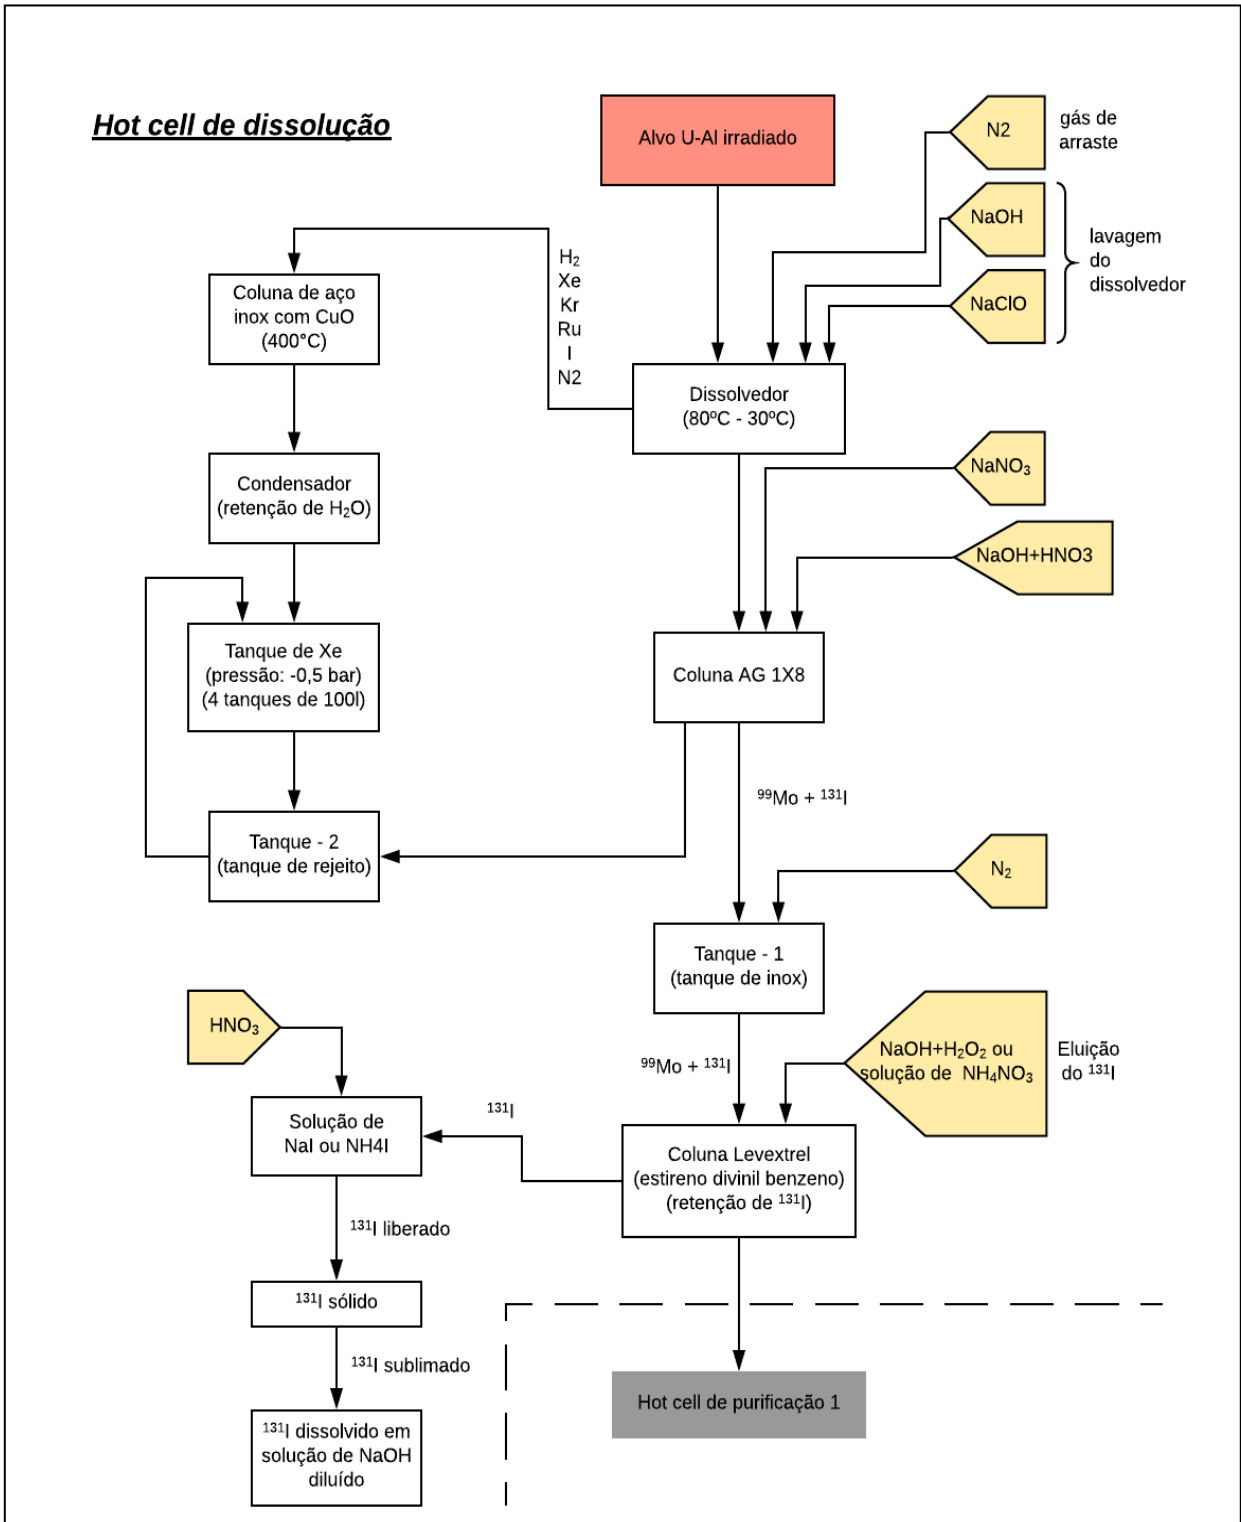 Hot cell de dissolução
Alvo U-Al irradiado
N2
gás de
arraste
NaOH
NaClO
lavagem
do
dissolvedor
H₂
Xe
Kr
Ru
I
N2
Coluna de aço
inox com CuO
(400°C)
Dissolvedor
(80ºC - 30ºC)
Condensador
(retenção de H₂O)
NaNO₃
NaOH+HNO3
Tanque de Xe
(pressão: -0,5 bar)
(4 tanques de 100l)
Coluna AG 1X8
⁹⁹Mo + ¹³¹I
Tanque - 2
(tanque de rejeito)
N₂
Tanque - 1
(tanque de inox)
HNO₃
⁹⁹Mo + ¹³¹I
NaOH+H₂O₂ ou
solução de NH₄NO₃
Eluição
do ¹³¹I
Solução de
NaI ou NH4I
¹³¹I
Coluna Levextrel
(estireno divinil benzeno)
(retenção de ¹³¹I)
¹³¹I liberado
¹³¹I sólido
¹³¹I sublimado
¹³¹I dissolvido em
solução de NaOH
diluído
Hot cell de purificação 1